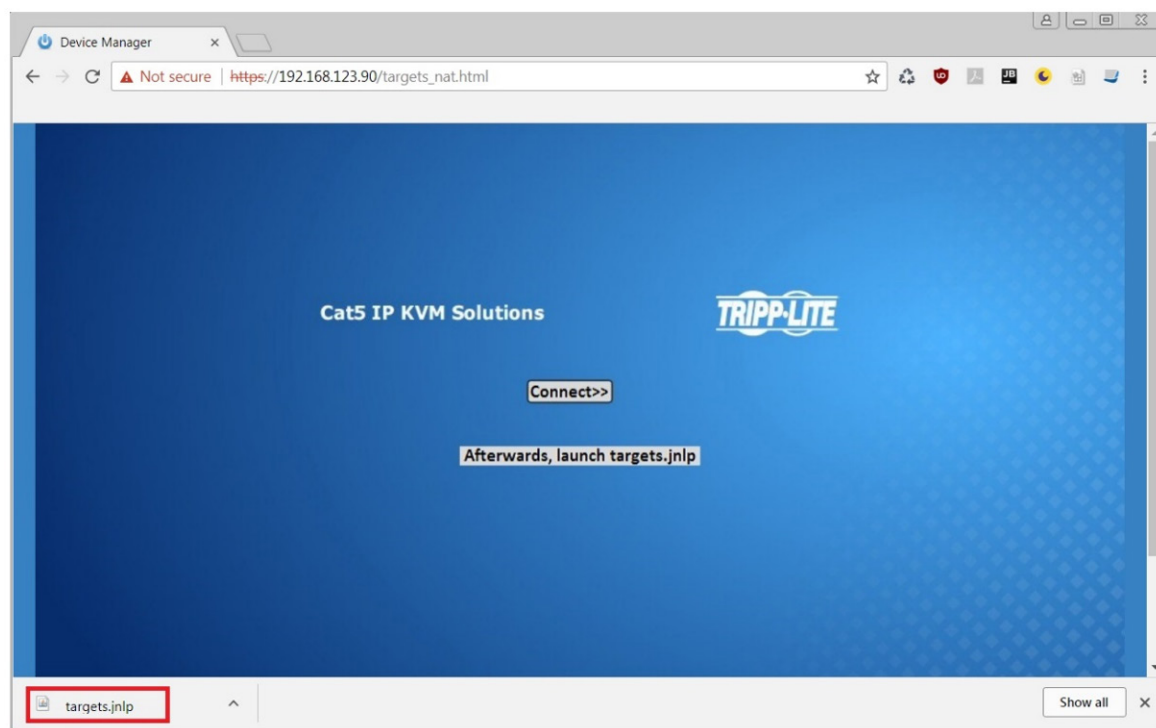 Device Manager
Not secure | https://192.168.123.90/targets_nat.html
Cat5 IP KVM Solutions
TRIPP·LITE
Connect>>
Afterwards, launch targets.jnlp
targets.jnlp
Show all